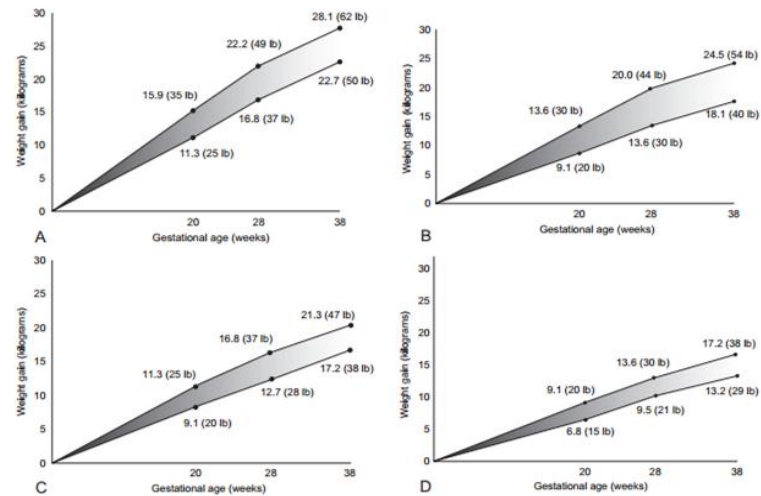 30
25
20
15
10
5
0
Weight gain (kilograms)
28.1 (62 lb)
22.2 (49 lb)
15.9 (35 lb)
22.7 (50 lb)
16.8 (37 lb)
11.3 (25 lb)
20 28 38
Gestational age (weeks)
A
30
25
20
15
10
5
0
Weight gain (kilograms)
24.5 (54 lb)
20.0 (44 lb)
13.6 (30 lb)
18.1 (40 lb)
13.6 (30 lb)
9.1 (20 lb)
20 28 38
Gestational age (weeks)
B
30
25
20
15
10
5
0
Weight gain (kilograms)
21.3 (47 lb)
16.8 (37 lb)
11.3 (25 lb)
17.2 (38 lb)
12.7 (28 lb)
9.1 (20 lb)
20 28 38
Gestational age (weeks)
C
30
25
20
15
10
5
0
Weight gain (kilograms)
17.2 (38 lb)
13.6 (30 lb)
9.1 (20 lb)
13.2 (29 lb)
9.5 (21 lb)
6.8 (15 lb)
20 28 38
Gestational age (weeks)
D